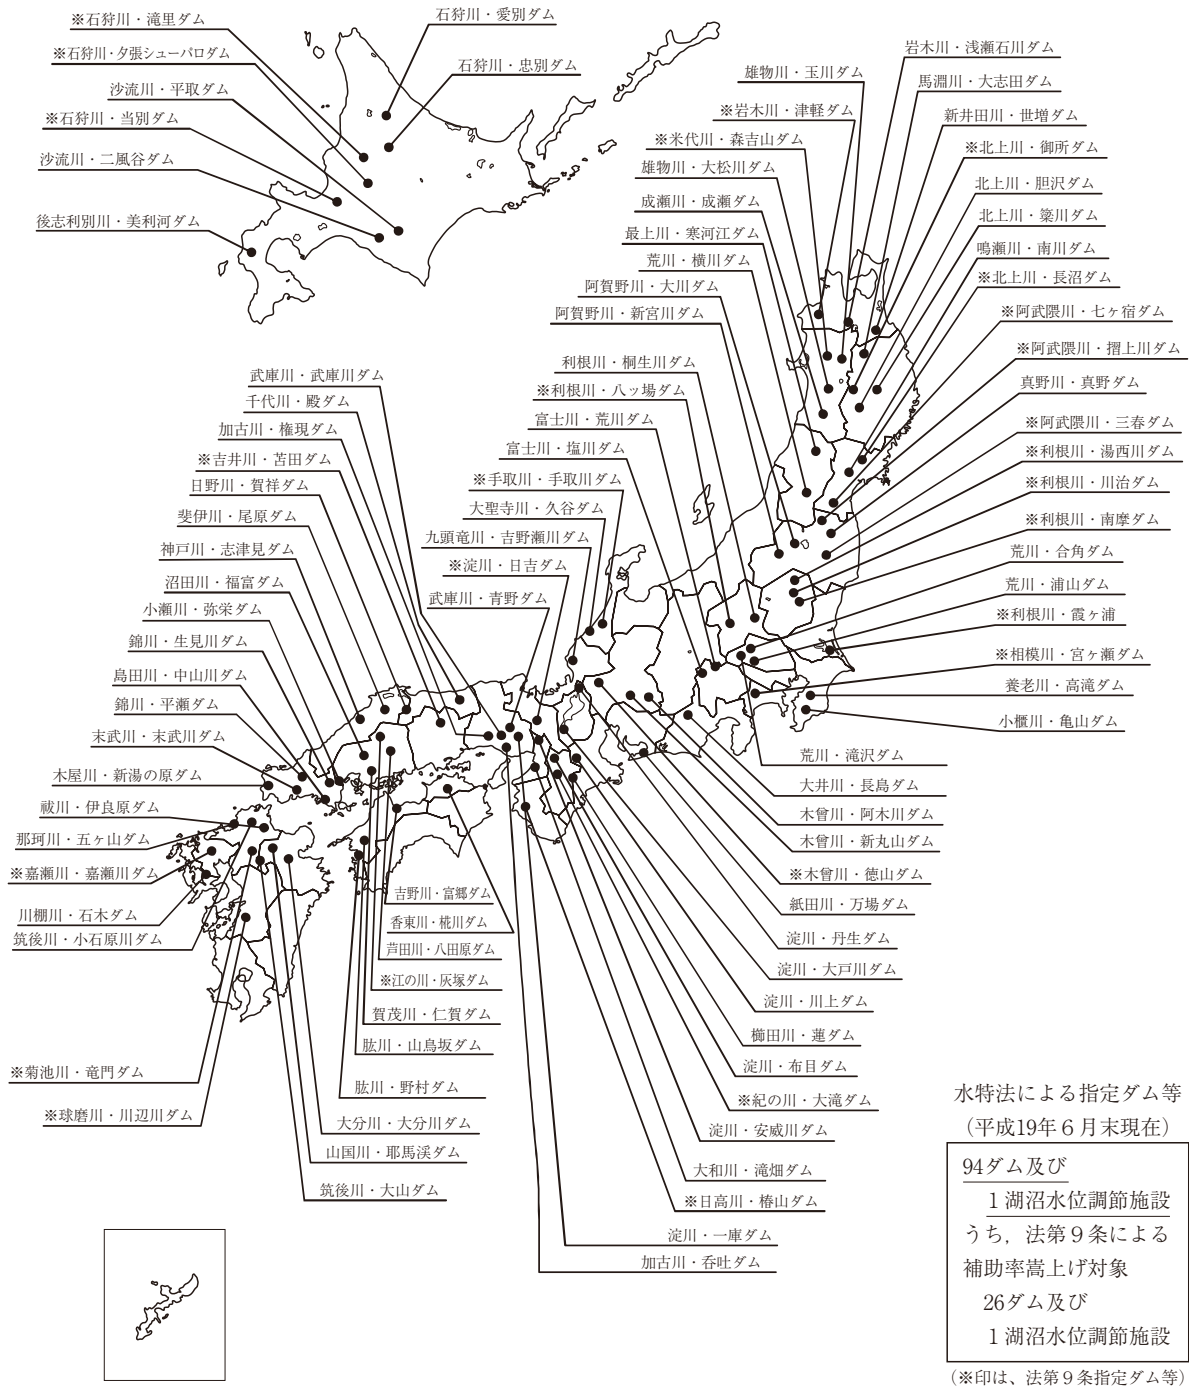 ※石狩川・滝里ダム
※石狩川・夕張シューパロダム
沙流川・平取ダム
※石狩川・当別ダム
沙流川・二風谷ダム
後志利別川・美利河ダム
石狩川・愛別ダム
石狩川・忠別ダム
岩木川・浅瀬石川ダム
雄物川・玉川ダム
馬淵川・大志田ダム
※岩木川・津軽ダム
新井田川・世増ダム
※米代川・森吉山ダム
※北上川・御所ダム
雄物川・大松川ダム
北上川・胆沢ダム
成瀬川・成瀬ダム
北上川・簗川ダム
最上川・寒河江ダム
鳴瀬川・南川ダム
荒川・横川ダム
※北上川・長沼ダム
阿賀野川・大川ダム
※阿武隈川・七ヶ宿ダム
阿賀野川・新宮川ダム
※阿武隈川・摺上川ダム
利根川・桐生川ダム
真野川・真野ダム
※利根川・八ッ場ダム
※阿武隈川・三春ダム
富士川・荒川ダム
※利根川・湯西川ダム
富士川・塩川ダム
※利根川・川治ダム
※手取川・手取川ダム
※利根川・南摩ダム
大聖寺川・久谷ダム
荒川・合角ダム
九頭竜川・吉野瀬川ダム
荒川・浦山ダム
※淀川・日吉ダム
※利根川・霞ヶ浦
武庫川・青野ダム
※相模川・宮ヶ瀬ダム
養老川・高滝ダム
小櫃川・亀山ダム
武庫川・武庫川ダム
千代川・殿ダム
加古川・権現ダム
※吉井川・苫田ダム
日野川・賀祥ダム
斐伊川・尾原ダム
神戸川・志津見ダム
沼田川・福富ダム
小瀬川・弥栄ダム
錦川・生見川ダム
島田川・中山川ダム
錦川・平瀬ダム
末武川・末武川ダム
木屋川・新湯の原ダム
祓川・伊良原ダム
那珂川・五ヶ山ダム
※嘉瀬川・嘉瀬川ダム
川棚川・石木ダム
筑後川・小石原川ダム
※菊池川・竜門ダム
※球磨川・川辺川ダム
吉野川・富郷ダム
香東川・椛川ダム
芦田川・八田原ダム
※江の川・灰塚ダム
賀茂川・仁賀ダム
肱川・山鳥坂ダム
肱川・野村ダム
大分川・大分川ダム
山国川・耶馬渓ダム
筑後川・大山ダム
荒川・滝沢ダム
大井川・長島ダム
木曽川・阿木川ダム
木曽川・新丸山ダム
※木曽川・徳山ダム
紙田川・万場ダム
淀川・丹生ダム
淀川・大戸川ダム
淀川・川上ダム
櫛田川・蓮ダム
淀川・布目ダム
※紀の川・大滝ダム
淀川・安威川ダム
大和川・滝畑ダム
※日高川・椿山ダム
淀川・一庫ダム
加古川・呑吐ダム
水特法による指定ダム等
（平成19年６月末現在）
94ダム及び
１湖沼水位調節施設
うち，法第９条による
補助率嵩上げ対象
26ダム及び
１湖沼水位調節施設
（※印は、法第９条指定ダム等）